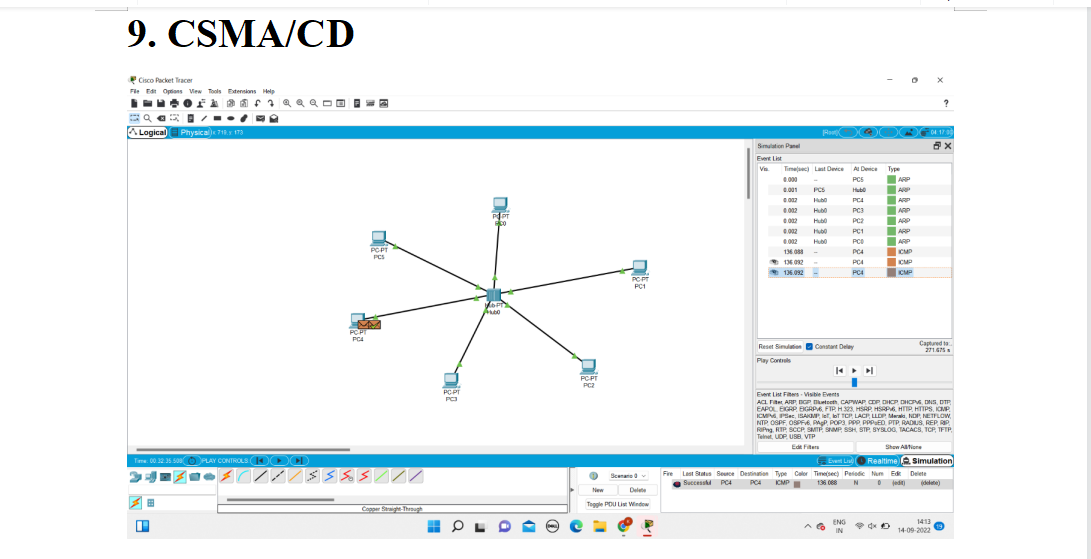 9. CSMA/CD
Cisco Packet Tracer
File Edit Options View Tools Extensions Help
?
Logical Physical x: 719, y: 173
[Root] 04:17:0
Simulation Panel
Event List
Vis. Time(sec) Last Device At Device Type
0.000 -- PC5 ARP
0.001 PC5 Hub0 ARP
0.002 Hub0 PC4 ARP
0.002 Hub0 PC3 ARP
0.002 Hub0 PC2 ARP
0.002 Hub0 PC1 ARP
0.002 Hub0 PC0 ARP
136.088 -- PC4 ICMP
136.092 -- PC4 ICMP
136.092 -- PC4 ICMP
PC-PT
PC0
PC-PT
PC5
PC-PT
PC1
Hub-PT
Hub0
PC-PT
PC4
PC-PT
PC2
PC-PT
PC3
Reset Simulation Constant Delay Captured to:
271.675 s
Play Controls
Event List Filters - Visible Events
ACL Filter, ARP, BGP, Bluetooth, CAPWAP, CDP, DHCP, DHCPv6, DNS, DTP,
EAPOL, EIGRP, EIGRPv6, FTP, H.323, HSRP, HSRPv6, HTTP, HTTPS, ICMP,
ICMPv6, IPSec, ISAKMP, IoT, IoT TCP, LACP, LLDP, Meraki, NDP, NETFLOW,
NTP, OSPF, OSPFv6, PAgP, POP3, PPP, PPPoED, PTP, RADIUS, REP, RIP,
RIPng, RTP, SCCP, SMTP, SNMP, SSH, STP, SYSLOG, TACACS, TCP, TFTP,
Telnet, UDP, USB, VTP
Edit Filters Show All/None
Time: 00:32:35.588 PLAY CONTROLS: Event List Realtime Simulation
Scenario 0
New Delete
Toggle PDU List Window
Fire Last Status Source Destination Type Color Time(sec) Periodic Num Edit Delete
Successful PC4 PC4 ICMP 136.088 N 0 (edit) (delete)
Copper Straight-Through
DELL
ENG
IN
14:13
14-09-2022